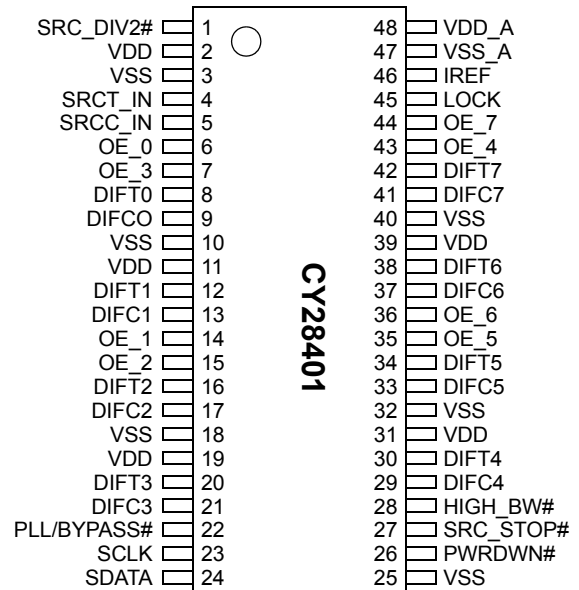 SRC_DIV2# 1 48 VDD_A
VDD 2 47 VSS_A
VSS 3 46 IREF
SRCT_IN 4 45 LOCK
SRCC_IN 5 44 OE_7
OE_0 6 43 OE_4
OE_3 7 42 DIFT7
DIFT0 8 41 DIFC7
DIFCO 9 40 VSS
VSS 10 39 VDD
VDD 11 38 DIFT6
DIFT1 12 37 DIFC6
DIFC1 13 36 OE_6
OE_1 14 35 OE_5
OE_2 15 34 DIFT5
DIFT2 16 33 DIFC5
DIFC2 17 32 VSS
VSS 18 31 VDD
VDD 19 30 DIFT4
DIFT3 20 29 DIFC4
DIFC3 21 28 HIGH_BW#
PLL/BYPASS# 22 27 SRC_STOP#
SCLK 23 26 PWRDWN#
SDATA 24 25 VSS
CY28401